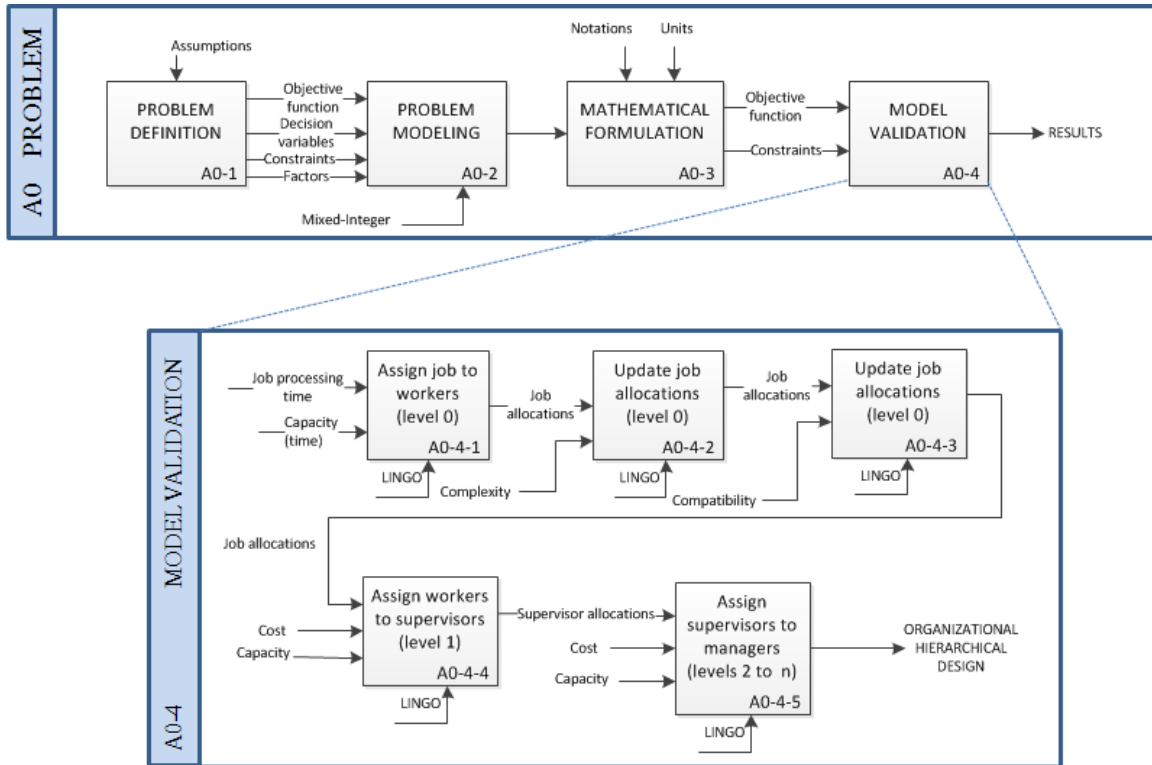 A0 PROBLEM
Assumptions
PROBLEM
DEFINITION
A0-1
Objective
function
Decision
variables
Constraints
Factors
PROBLEM
MODELING
A0-2
Mixed-Integer
Notations
Units
MATHEMATICAL
FORMULATION
A0-3
Objective
function
Constraints
MODEL
VALIDATION
A0-4
RESULTS
A0-4 MODEL VALIDATION
Job processing
time
Capacity
(time)
Assign job to
workers
(level 0)
A0-4-1
LINGO
Job
allocations
Complexity
Update job
allocations
(level 0)
A0-4-2
LINGO
Job
allocations
Compatibility
Update job
allocations
(level 0)
A0-4-3
LINGO
Job allocations
Cost
Capacity
Assign workers
to supervisors
(level 1)
A0-4-4
LINGO
Supervisor allocations
Cost
Capacity
Assign
supervisors to
managers
(levels 2 to n)
A0-4-5
LINGO
ORGANIZATIONAL
HIERARCHICAL
DESIGN